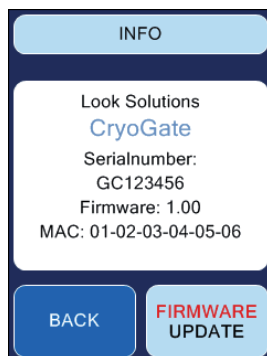 INFO
Look Solutions
CryoGate
Serialnumber:
GC123456
Firmware: 1.00
MAC: 01-02-03-04-05-06
BACK
FIRMWARE
UPDATE